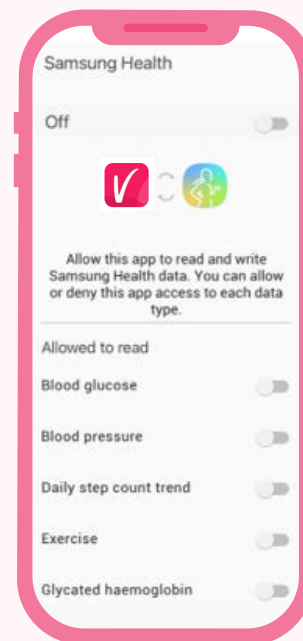 Samsung Health
Off
Allow this app to read and write
Samsung Health data. You can allow
or deny this app access to each data
type.
Allowed to read
Blood glucose
Blood pressure
Daily step count trend
Exercise
Glycated haemoglobin